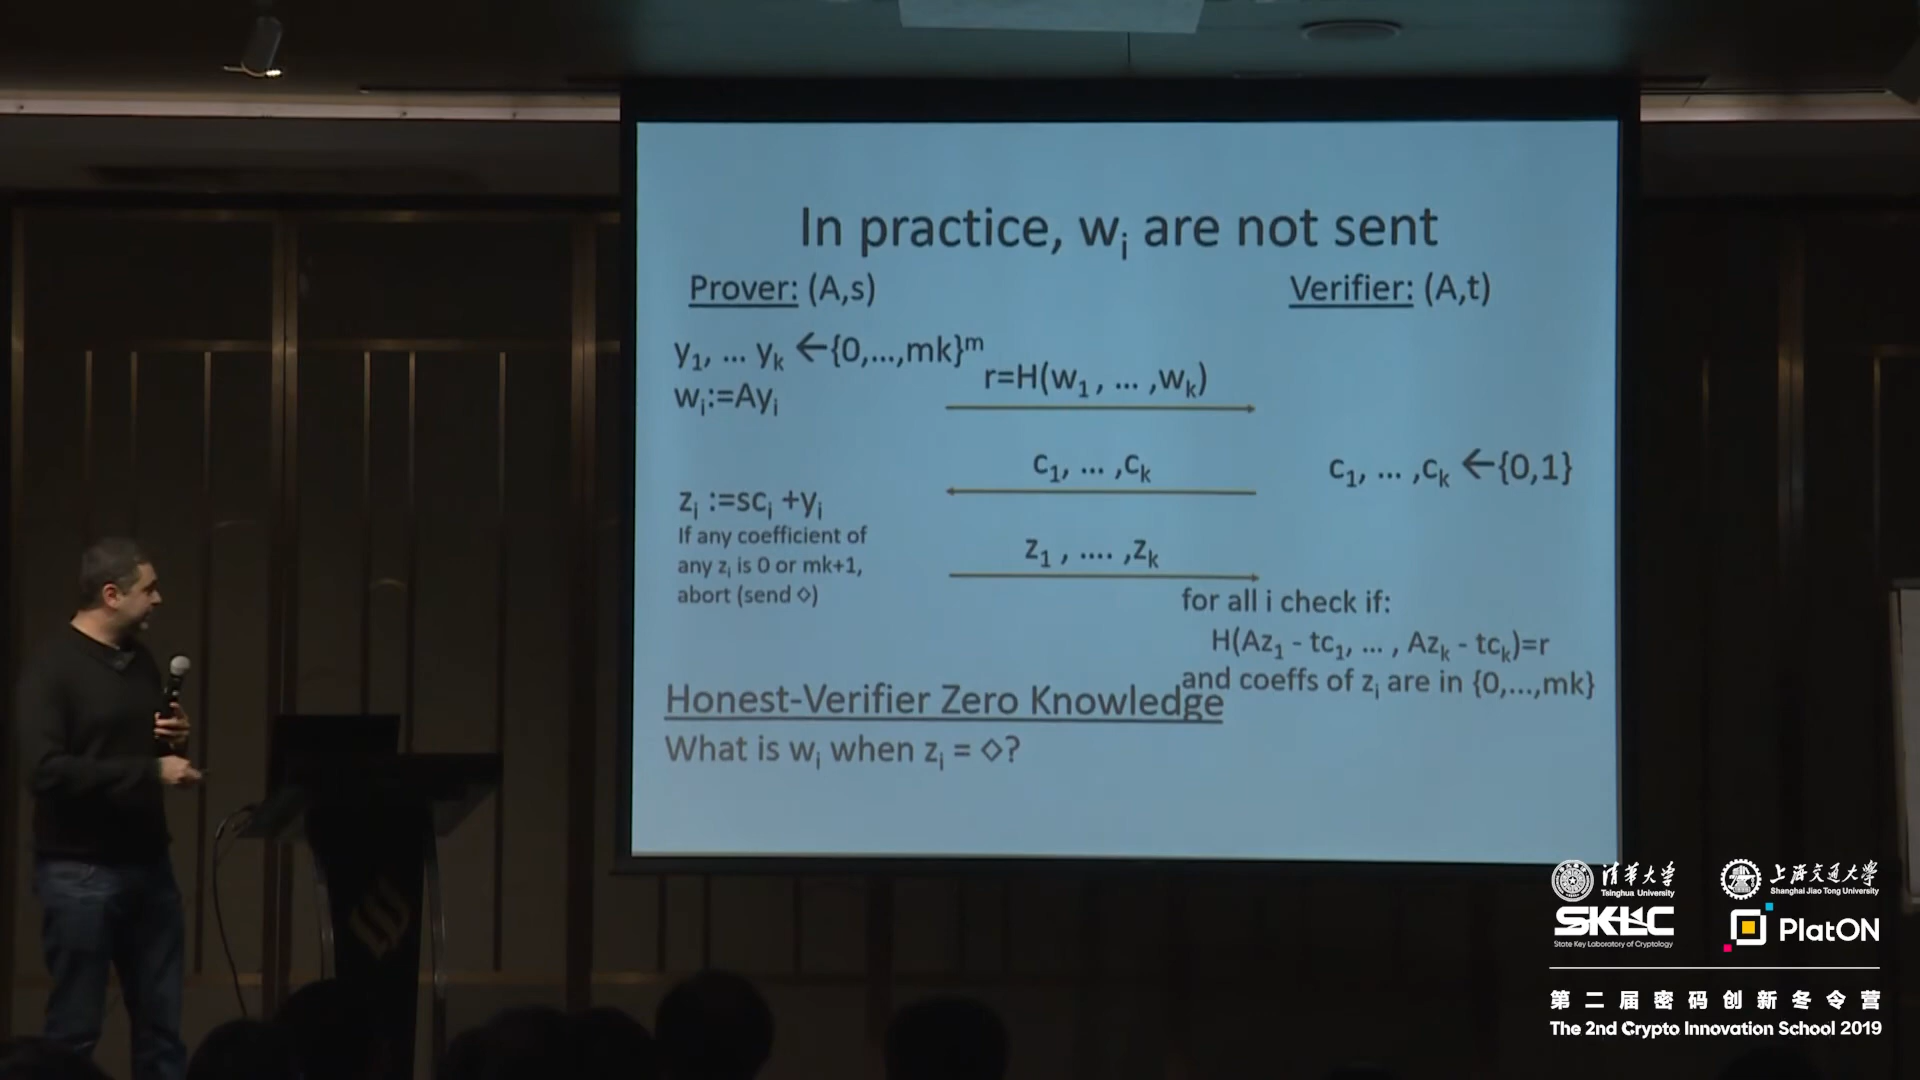 In practice, wᵢ are not sent
Prover: (A,s)
Verifier: (A,t)
y₁, ... yₖ ←{0,...,mk}ᵐ
wᵢ:=Ayᵢ
r=H(w₁, ... ,wₖ)
c₁, ... ,cₖ
c₁, ... ,cₖ ←{0,1}
zᵢ :=scᵢ +yᵢ
If any coefficient of
any zᵢ is 0 or mk+1,
abort (send ◇)
z₁ , .... ,zₖ
for all i check if:
H(Az₁ - tc₁, ... , Azₖ - tcₖ)=r
and coeffs of zᵢ are in {0,...,mk}
Honest-Verifier Zero Knowledge
What is wᵢ when zᵢ = ◇?
清华大学
Tsinghua University
上海交通大学
Shanghai Jiao Tong University
SKLC
State Key Laboratory of Cryptology
PlatON
第二届密码创新冬令营
The 2nd Crypto Innovation School 2019